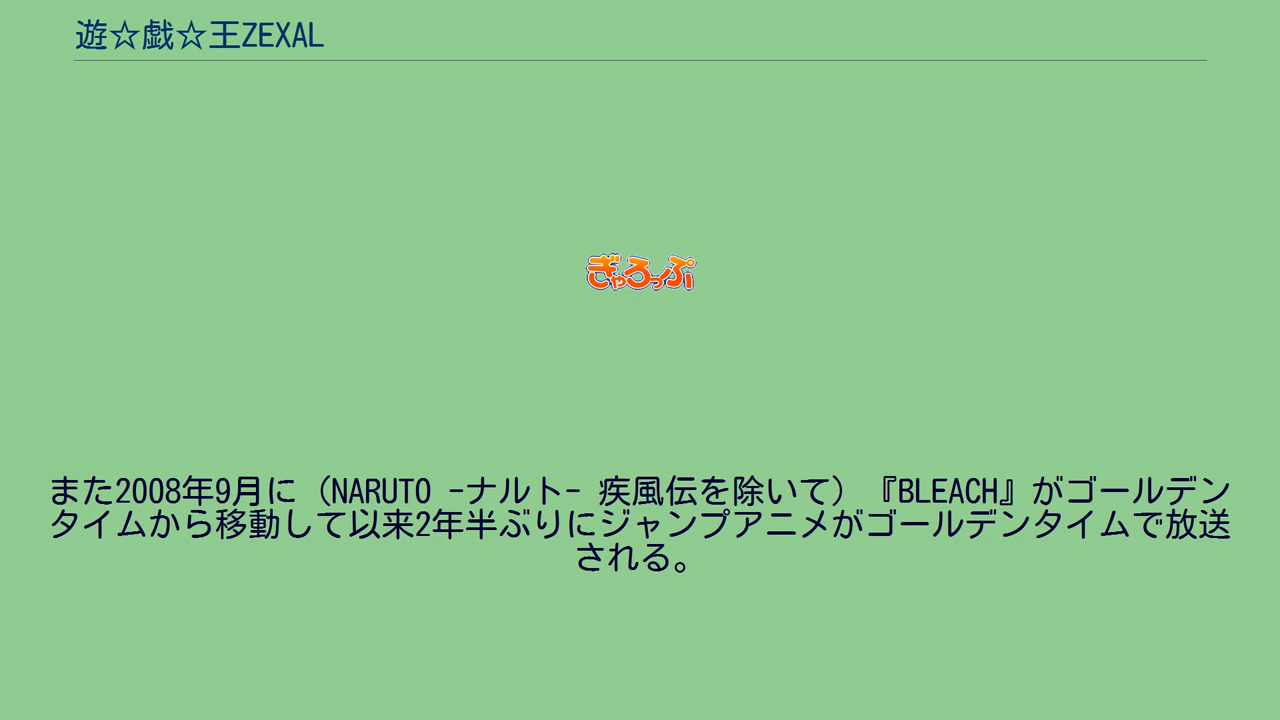 遊☆戯☆王ZEXAL
ぎゃろっぷ
また2008年9月に（NARUTO -ナルト- 疾風伝を除いて）『BLEACH』がゴールデン
タイムから移動して以来2年半ぶりにジャンプアニメがゴールデンタイムで放送
される。